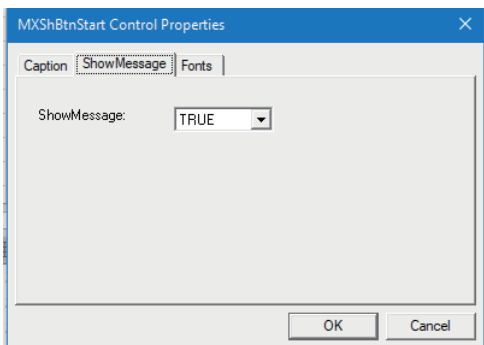 MXShBtnStart Control Properties
Caption ShowMessage Fonts
ShowMessage: TRUE
OK Cancel